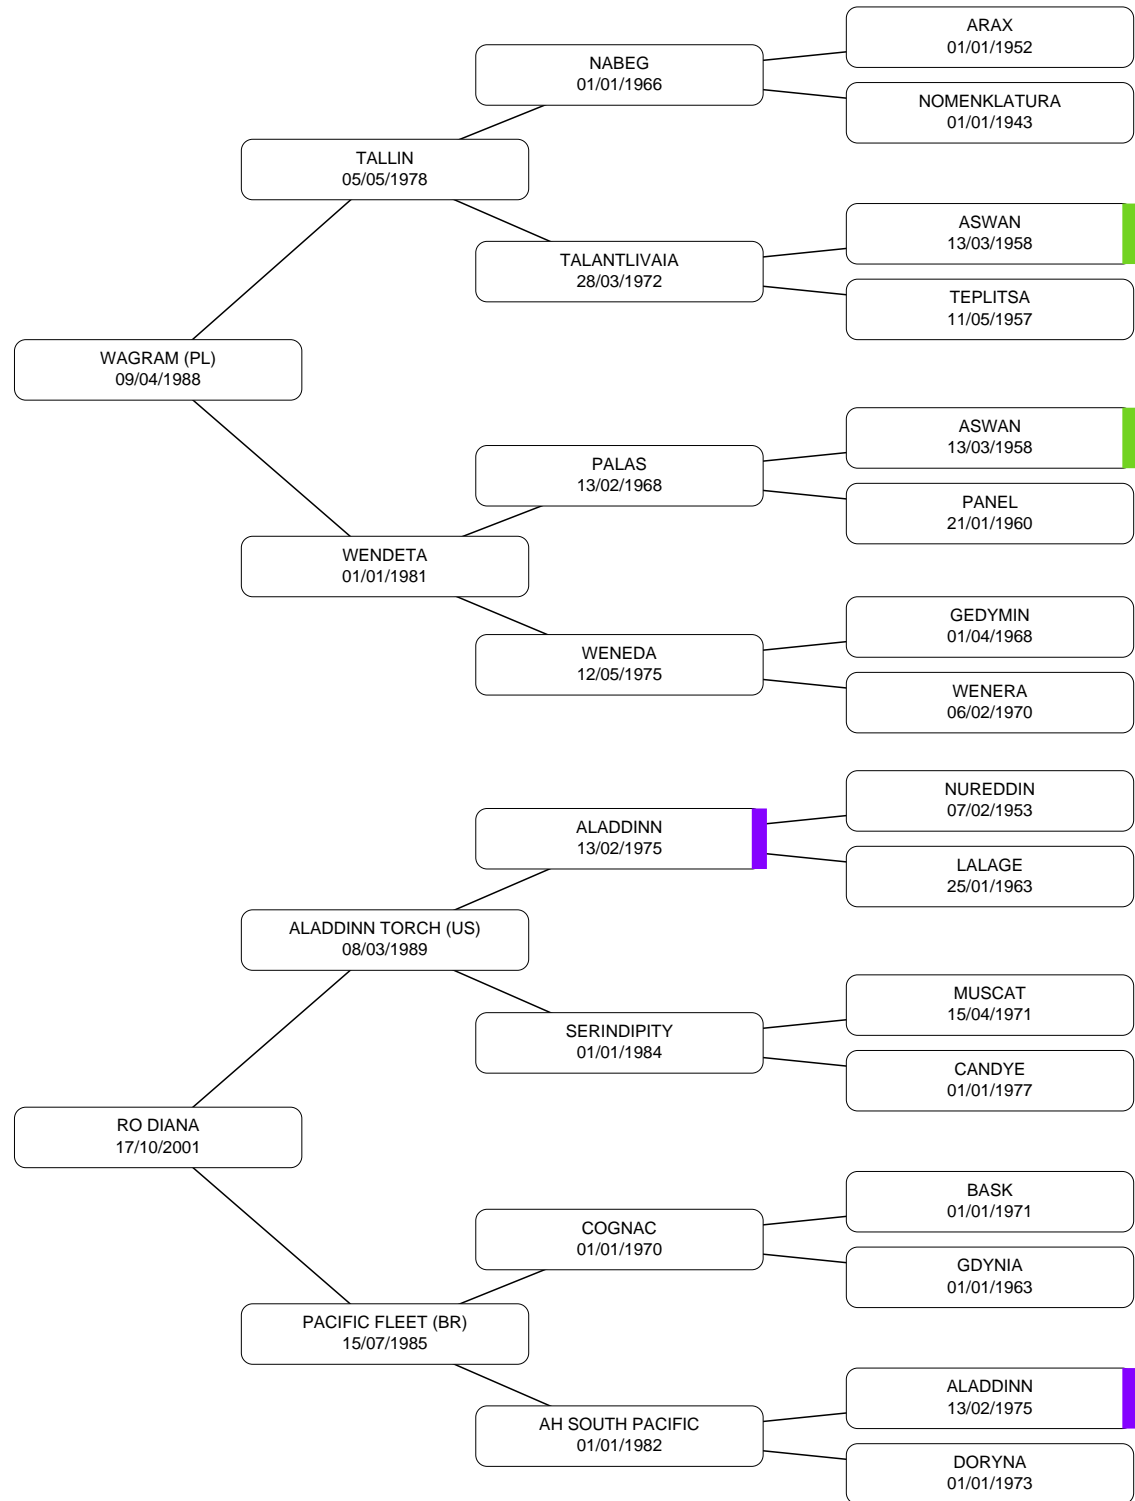 ARAX
01/01/1952
NABEG
01/01/1966
NOMENKLATURA
01/01/1943
TALLIN
05/05/1978
ASWAN
13/03/1958
TALANTLIVAIA
28/03/1972
TEPLITSA
11/05/1957
WAGRAM (PL)
09/04/1988
ASWAN
13/03/1958
PALAS
13/02/1968
PANEL
21/01/1960
WENDETA
01/01/1981
GEDYMIN
01/04/1968
WENEDA
12/05/1975
WENERA
06/02/1970
NUREDDIN
07/02/1953
ALADDINN
13/02/1975
LALAGE
25/01/1963
ALADDINN TORCH (US)
08/03/1989
MUSCAT
15/04/1971
SERINDIPITY
01/01/1984
CANDYE
01/01/1977
RO DIANA
17/10/2001
BASK
01/01/1971
COGNAC
01/01/1970
GDYNIA
01/01/1963
PACIFIC FLEET (BR)
15/07/1985
ALADDINN
13/02/1975
AH SOUTH PACIFIC
01/01/1982
DORYNA
01/01/1973